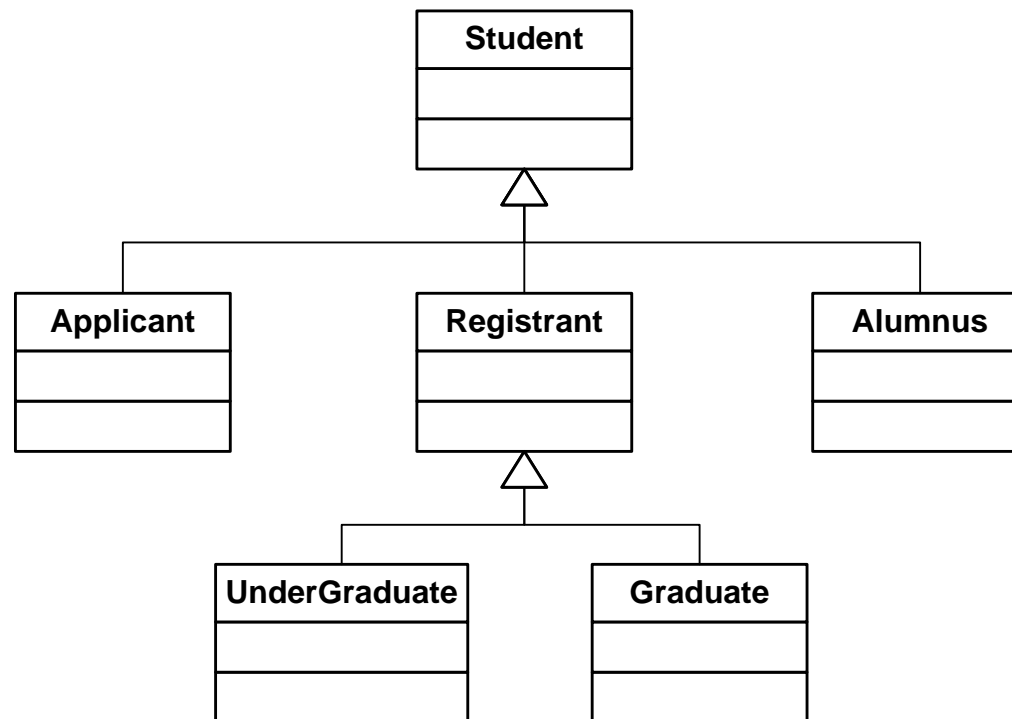 Student
Applicant
Registrant
Alumnus
UnderGraduate
Graduate